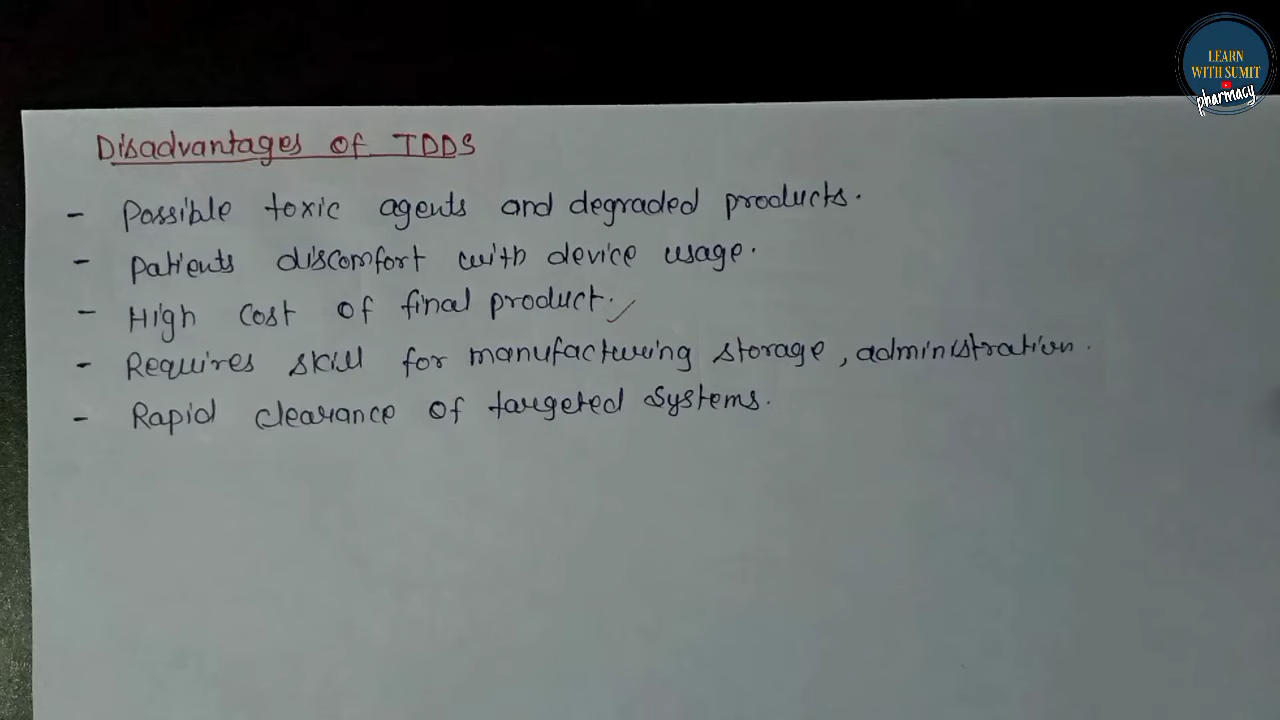 LEARN
WITH SUMIT
pharmacy
Disadvantages of TDDS
- Possible toxic agents and degraded products.
- Patients discomfort with device usage.
- High cost of final product.
- Requires skill for manufacturing storage, administration.
- Rapid clearance of targeted systems.